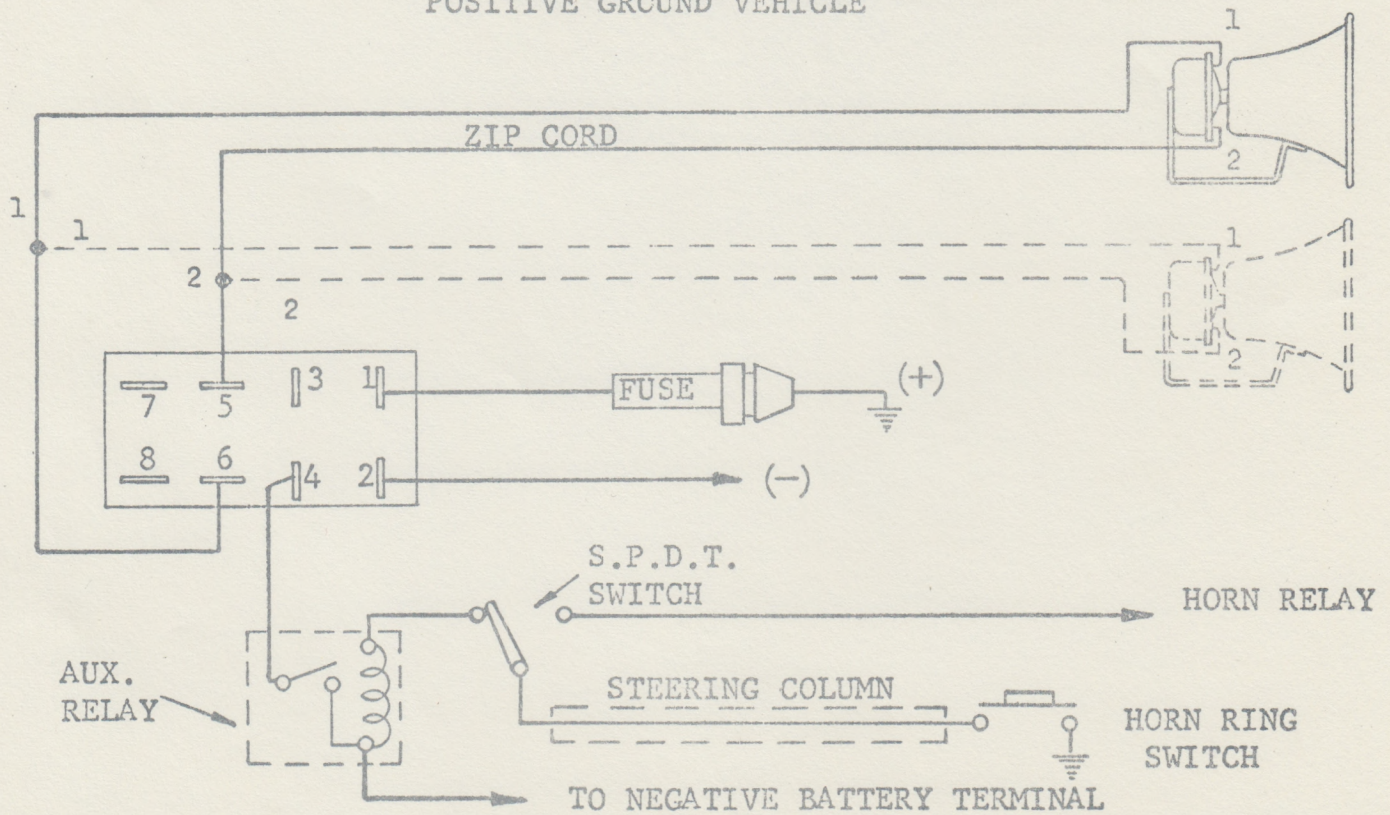 POSITIVE GROUND VEHICLE
1
ZIP CORD
2
1
1
1
2
2
2
3
1
(+)
FUSE
7
5
8
6
4
2
(−)
S.P.D.T.
SWITCH
HORN RELAY
AUX.
RELAY
STEERING COLUMN
HORN RING
SWITCH
TO NEGATIVE BATTERY TERMINAL